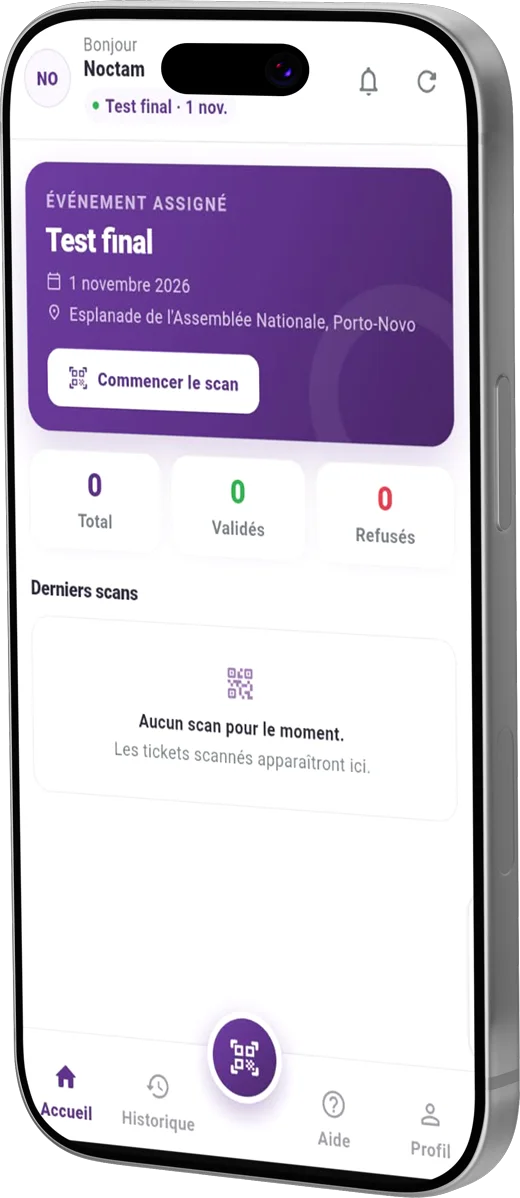 NO
Bonjour
Noctam
Test final · 1 nov.
ÉVÉNEMENT ASSIGNÉ
Test final
1 novembre 2026
Esplanade de l'Assemblée Nationale, Porto-Novo
Commencer le scan
0
Total
0
Validés
0
Refusés
Derniers scans
Aucun scan pour le moment.
Les tickets scannés apparaîtront ici.
Accueil
Historique
Aide
Profil